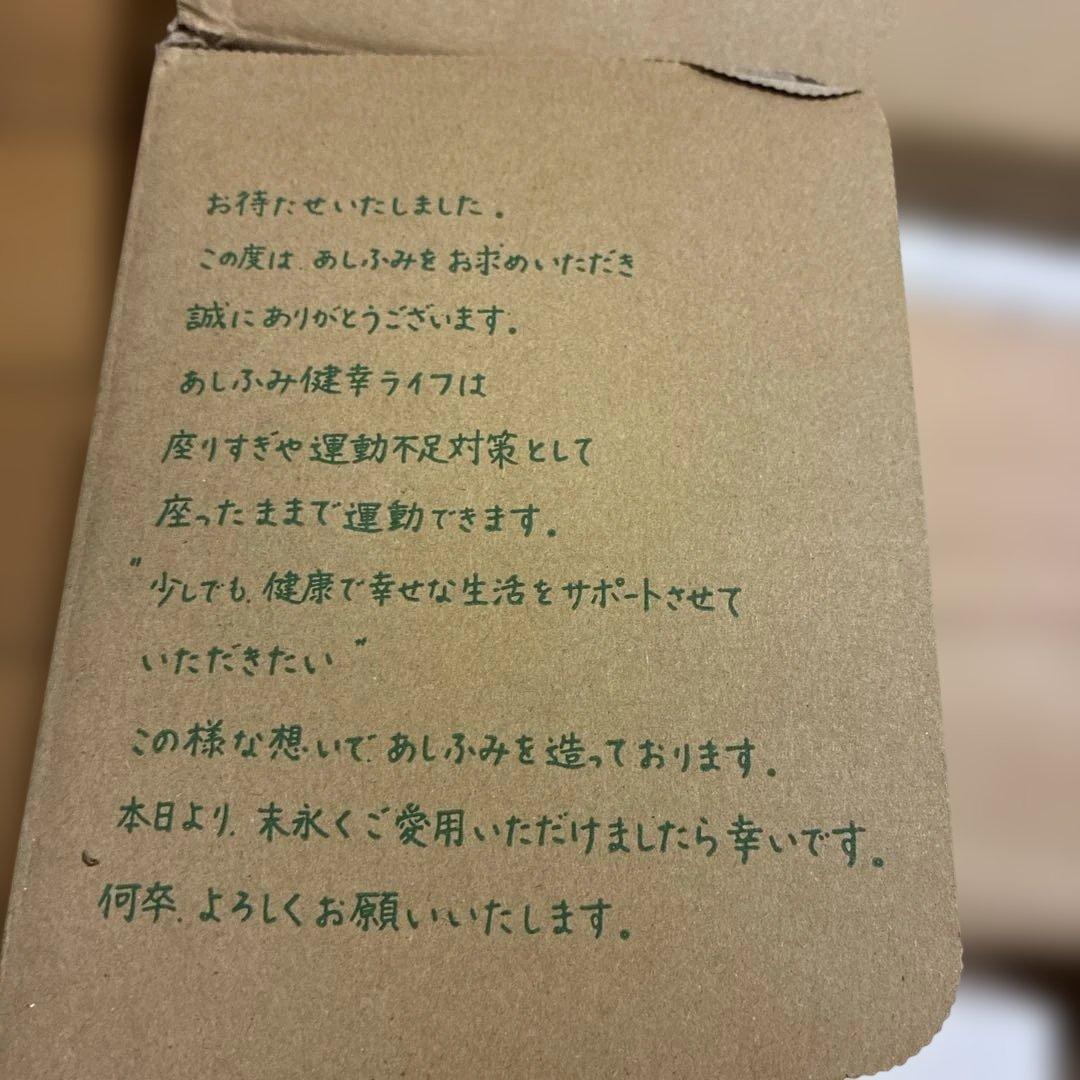 お待たせいたしました。
この度は、あしふみをお求めいただき
誠にありがとうございます。
あしふみ健幸ライフは
座りすぎや運動不足対策として
座ったままで運動できます。
"少しでも、健康で幸せな生活をサポートさせて
いただきたい"
この様な想いで、あしふみを造っております。
本日より、末永くご愛用いただけましたら幸いです。
何卒、よろしくお願いいたします。